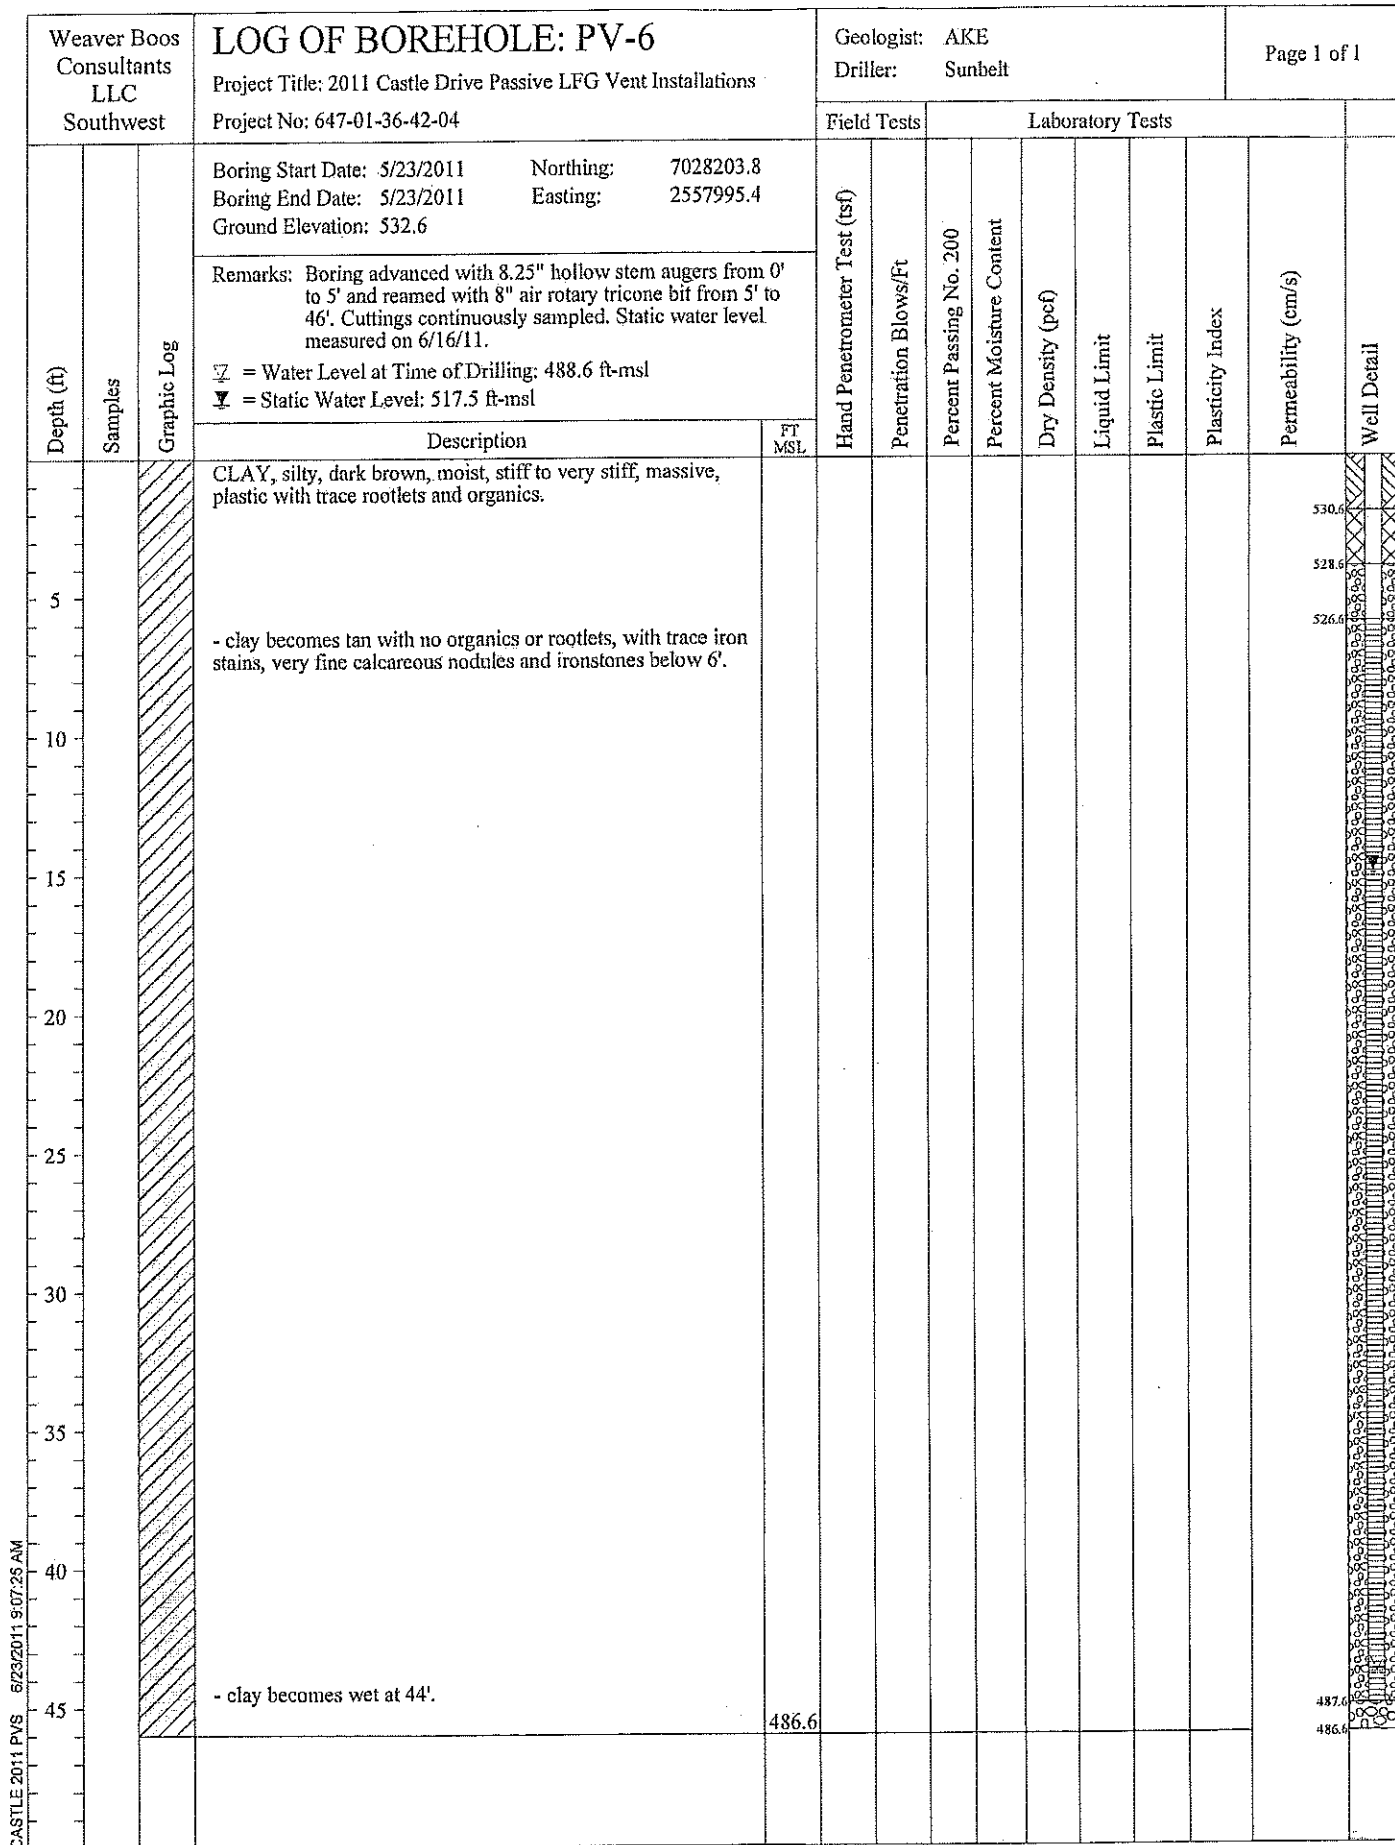 Weaver Boos
Consultants
LLC
Southwest
LOG OF BOREHOLE: PV-6
Project Title: 2011 Castle Drive Passive LFG Vent Installations
Project No: 647-01-36-42-04
Geologist: AKE
Driller: Sunbelt
Page 1 of 1
Field Tests
Laboratory Tests
Boring Start Date: 5/23/2011 Northing: 7028203.8
Boring End Date: 5/23/2011 Easting: 2557995.4
Ground Elevation: 532.6
Remarks: Boring advanced with 8.25" hollow stem augers from 0'
to 5' and reamed with 8" air rotary tricone bit from 5' to
46'. Cuttings continuously sampled. Static water level
measured on 6/16/11.
= Water Level at Time of Drilling: 488.6 ft-msl
= Static Water Level: 517.5 ft-msl
Depth (ft)
Samples
Graphic Log
Description
FT
MSL
Hand Penetrometer Test (tsf)
Penetration Blows/Ft
Percent Passing No. 200
Percent Moisture Content
Dry Density (pcf)
Liquid Limit
Plastic Limit
Plasticity Index
Permeability (cm/s)
Well Detail
CLAY, silty, dark brown, moist, stiff to very stiff, massive,
plastic with trace rootlets and organics.
530.6
528.6
5
526.6
- clay becomes tan with no organics or rootlets, with trace iron
stains, very fine calcareous nodules and ironstones below 6'.
10
15
20
25
30
35
40
- clay becomes wet at 44'.
45
487.6
486.6
486.6
CASTLE 2011 PVS 6/23/2011 9:07:25 AM